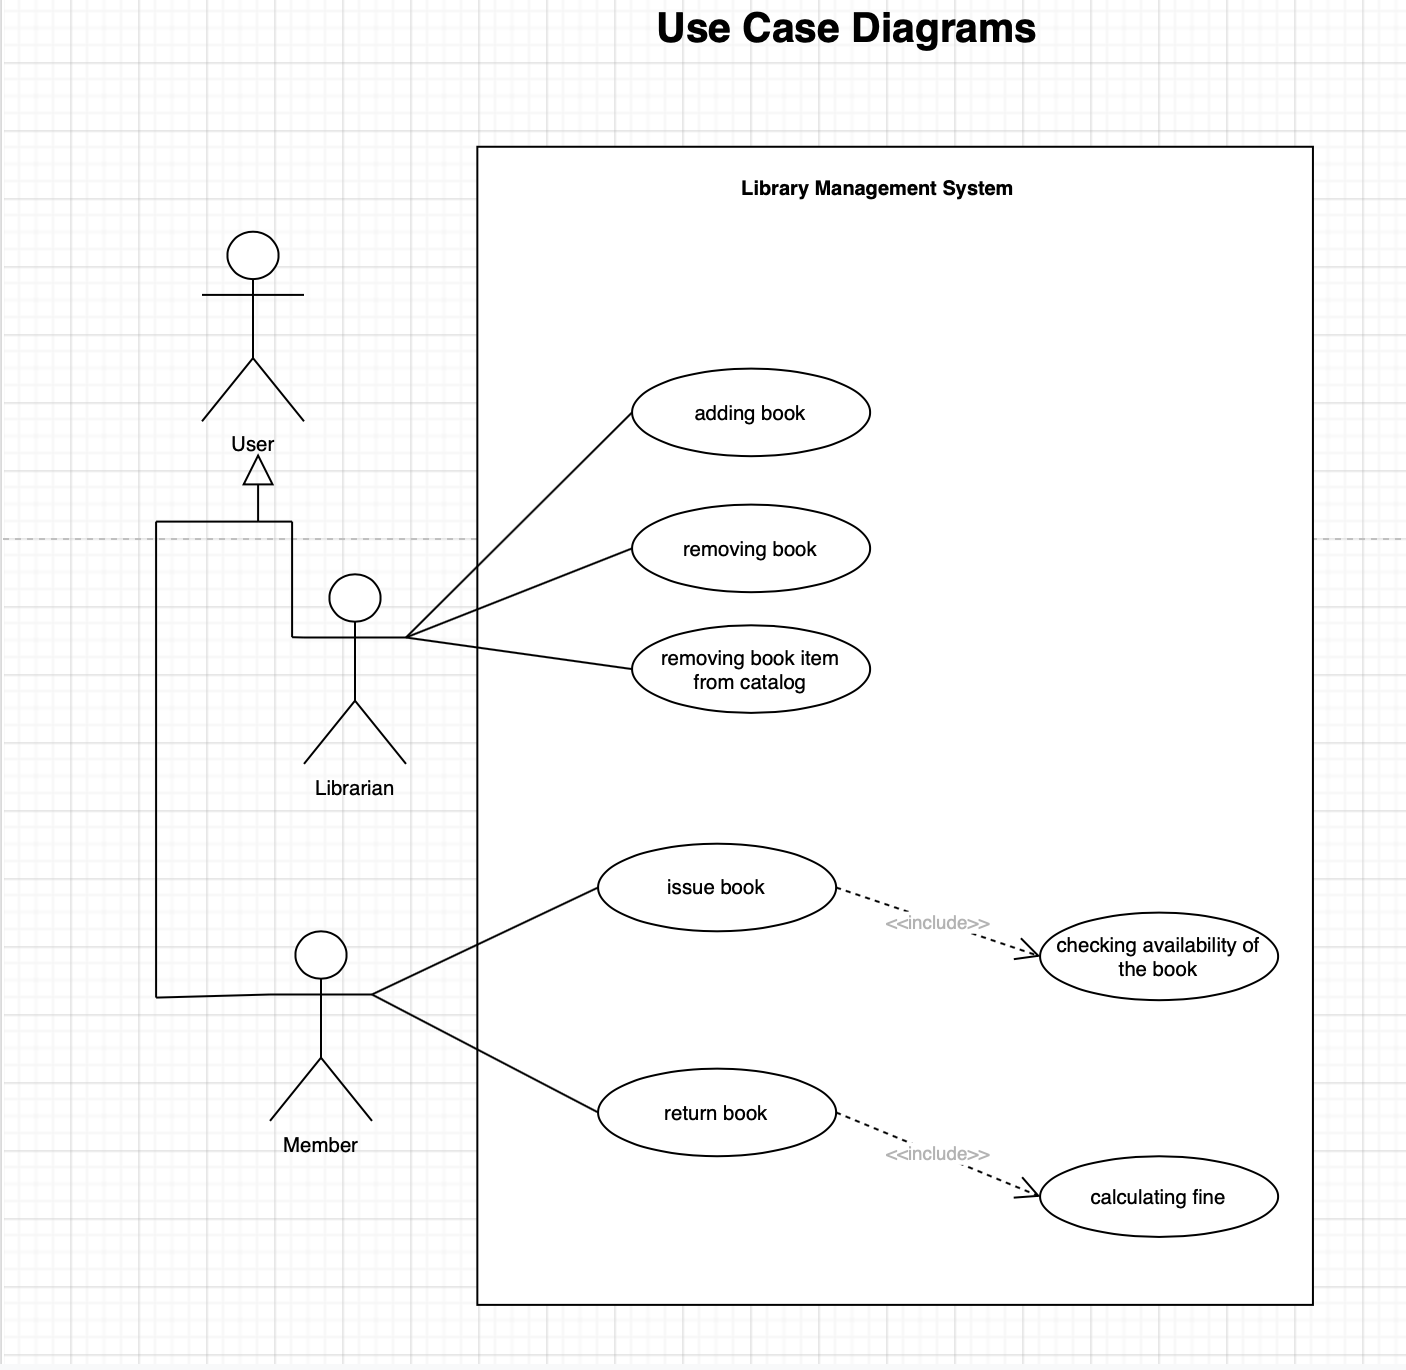 Use Case Diagrams
Library Management System
User
adding book
removing book
removing book item
from catalog
Librarian
issue book
<<include>>
checking availability of
the book
Member
return book
<<include>>
calculating fine